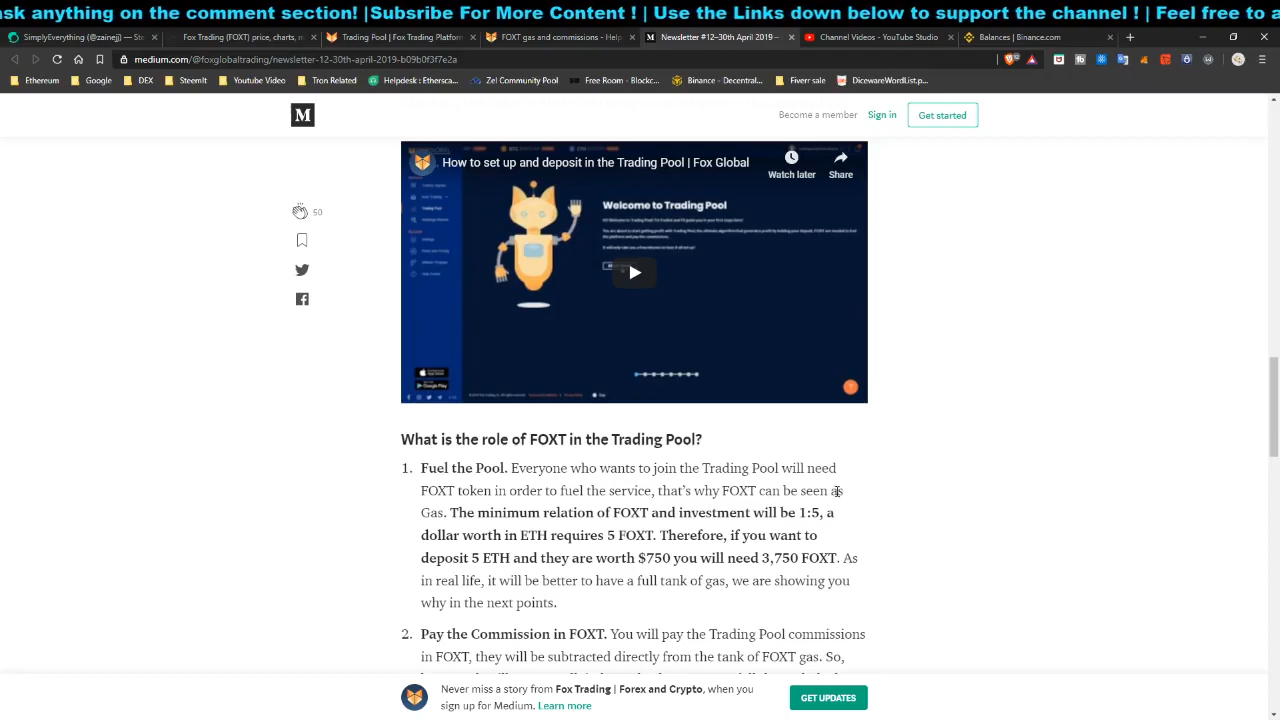 ask anything on the comment section! |Subsribe For More Content ! | Use the Links down below to support the channel ! | Feel free to a
SimplyEverything (@zainejj) — Sto
Fox Trading (FOXT) price, charts, m
Trading Pool | Fox Trading Platfor
FOXT gas and commissions - Help
Newsletter #12–30th April 2019 –
Channel Videos - YouTube Studio
Balances | Binance.com
medium.com/@foxglobaltrading/newsletter-12-30th-april-2019-b09b0f3f7e2a
Ethereum
Google
DEX
SteemIt
Youtube Video
Tron Related
Helpdesk : Ethersca...
Zel Community Pool
Free Room - Blockc...
Binance – Decentral...
Fiverr sale
DicewareWordList.p...
M
Become a member
Sign in
Get started
How to set up and deposit in the Trading Pool | Fox Global
Watch later
Share
Welcome to Trading Pool
50
What is the role of FOXT in the Trading Pool?
1. Fuel the Pool. Everyone who wants to join the Trading Pool will need
FOXT token in order to fuel the service, that's why FOXT can be seen as
Gas. The minimum relation of FOXT and investment will be 1:5, a
dollar worth in ETH requires 5 FOXT. Therefore, if you want to
deposit 5 ETH and they are worth $750 you will need 3,750 FOXT. As
in real life, it will be better to have a full tank of gas, we are showing you
why in the next points.
2. Pay the Commission in FOXT. You will pay the Trading Pool commissions
in FOXT, they will be subtracted directly from the tank of FOXT gas. So,
Never miss a story from Fox Trading | Forex and Crypto, when you
sign up for Medium. Learn more
GET UPDATES